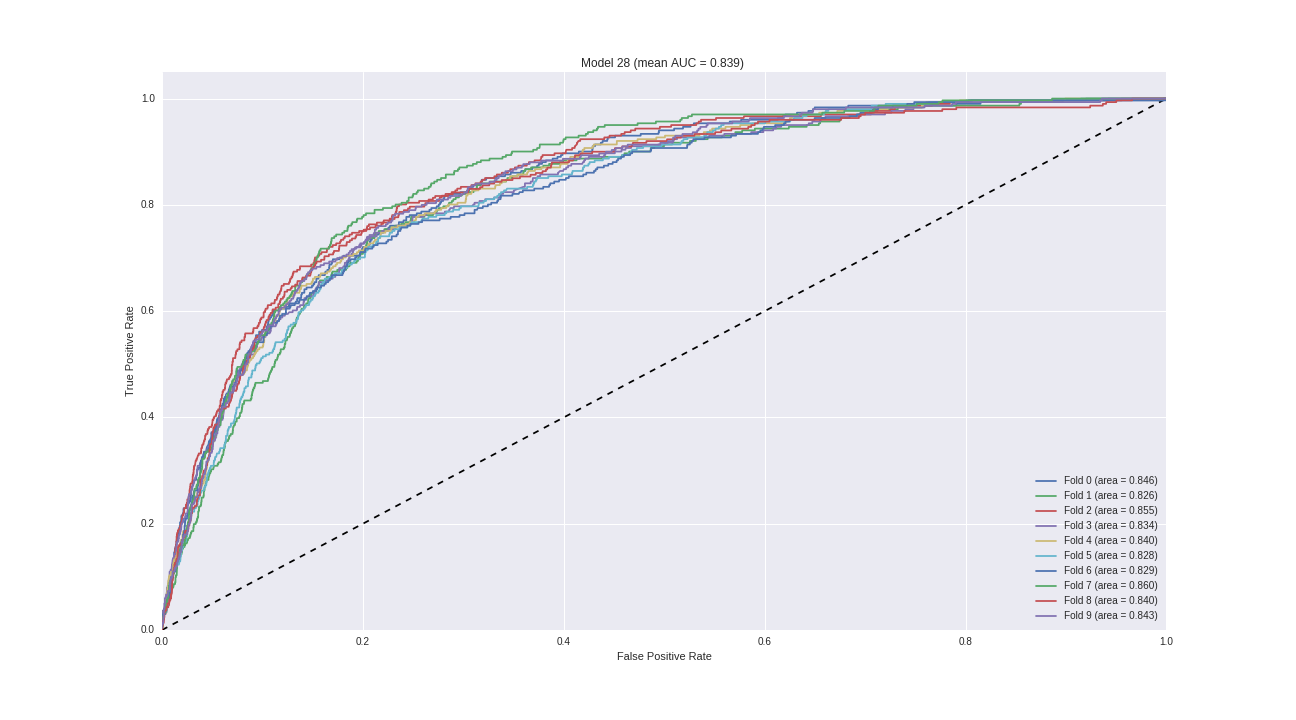 Model 28 (mean AUC = 0.839)
True Positive Rate
1.0
0.8
0.6
0.4
0.2
0.0
Fold 0 (area = 0.846)
Fold 1 (area = 0.826)
Fold 2 (area = 0.855)
Fold 3 (area = 0.834)
Fold 4 (area = 0.840)
Fold 5 (area = 0.828)
Fold 6 (area = 0.829)
Fold 7 (area = 0.860)
Fold 8 (area = 0.840)
Fold 9 (area = 0.843)
0.0 0.2 0.4 0.6 0.8 1.0
False Positive Rate